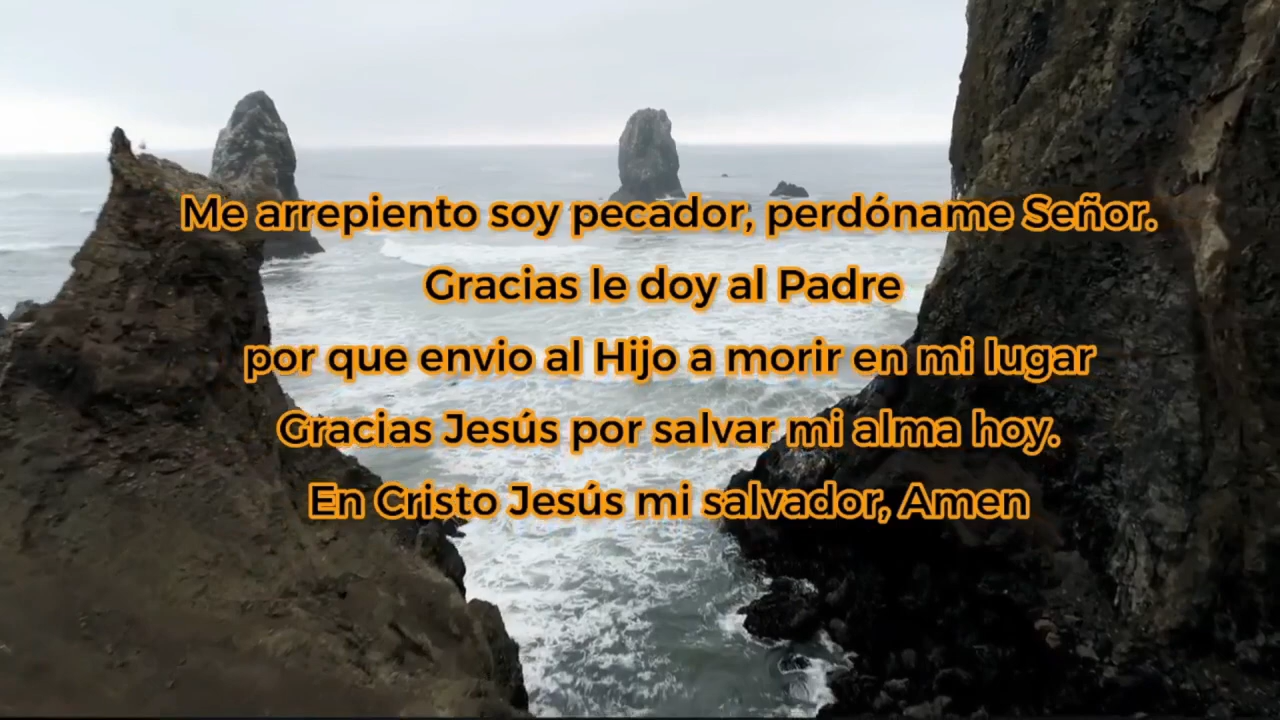 Me arrepiento soy pecador, perdóname Señor.
Gracias le doy al Padre
por que envio al Hijo a morir en mi lugar
Gracias Jesús por salvar mi alma hoy.
En Cristo Jesús mi salvador, Amen